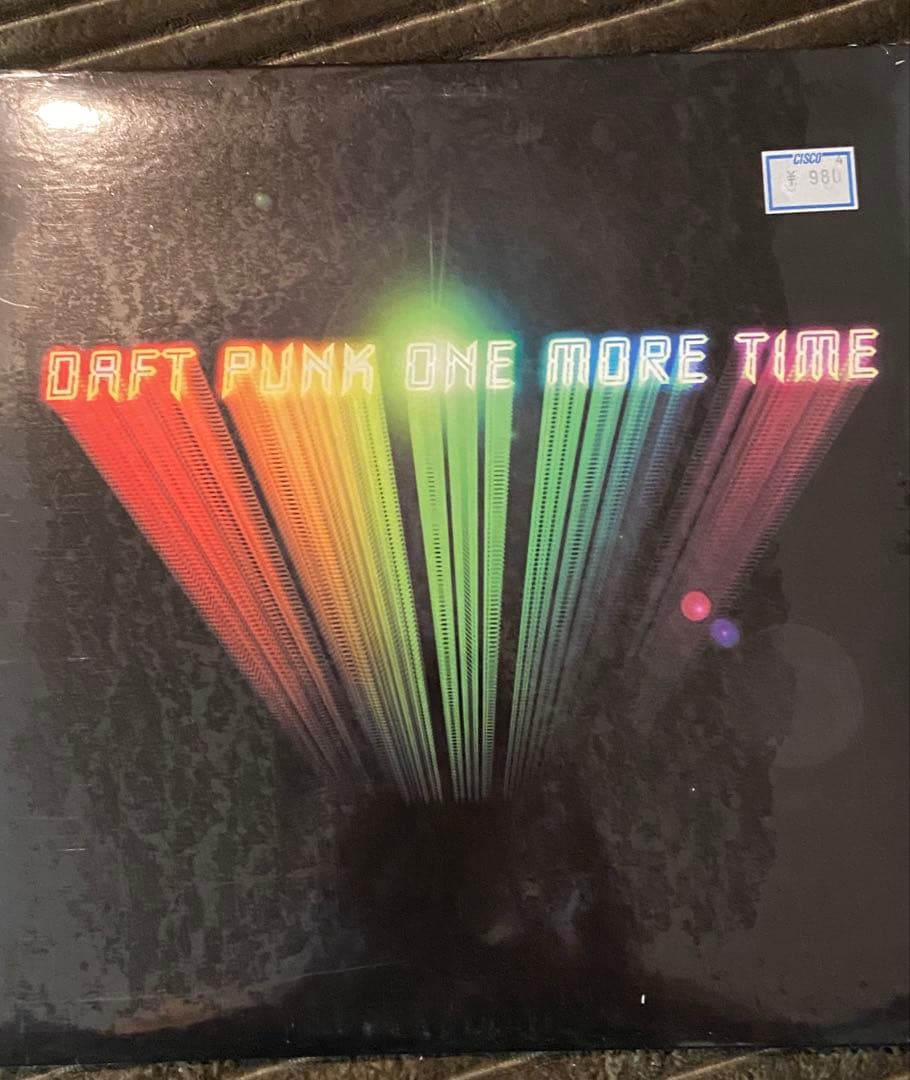 CISCO 4
¥ 980
DAFT PUNK ONE MORE TIME